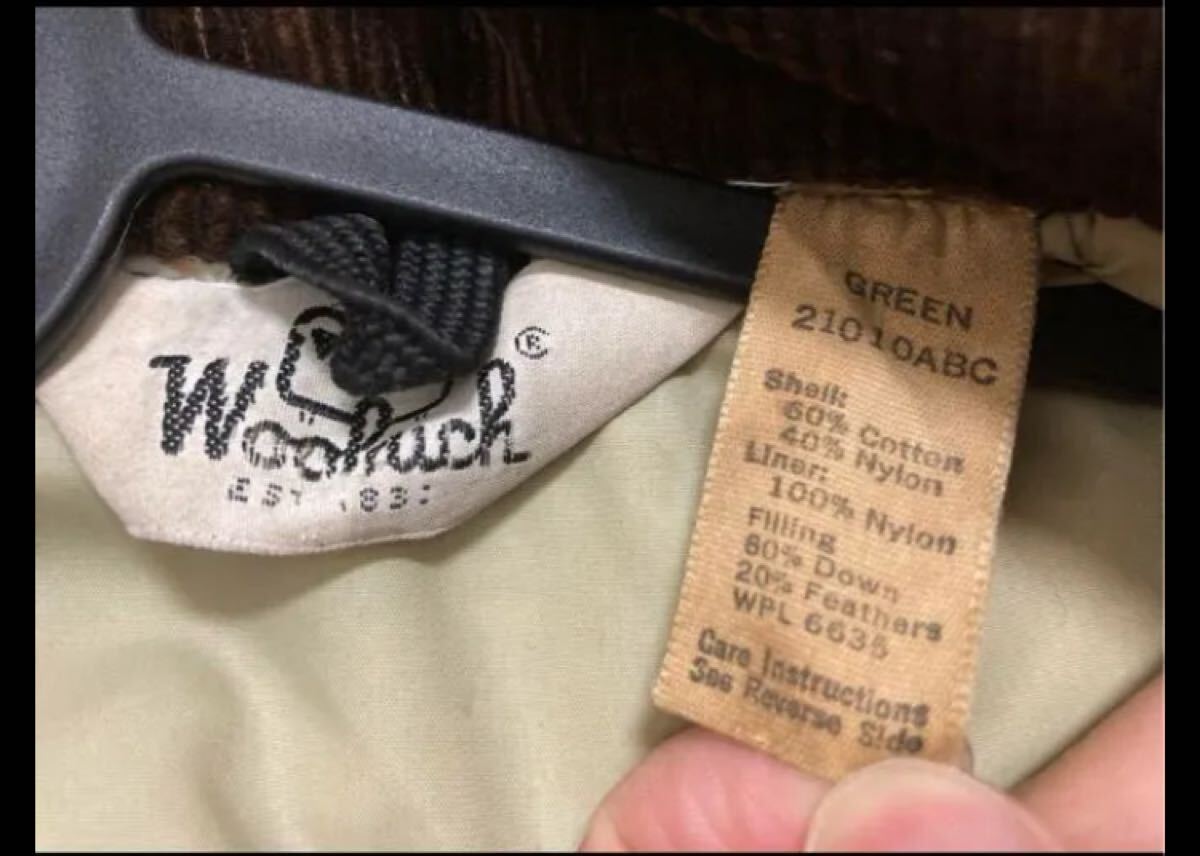 Woolrich
®
EST 183
GREEN
21010ABC
Shell:
60% Cotton
40% Nylon
Liner:
100% Nylon
Filling
80% Down
20% Feathers
WPL 6635
Care Instructions
See Reverse Side